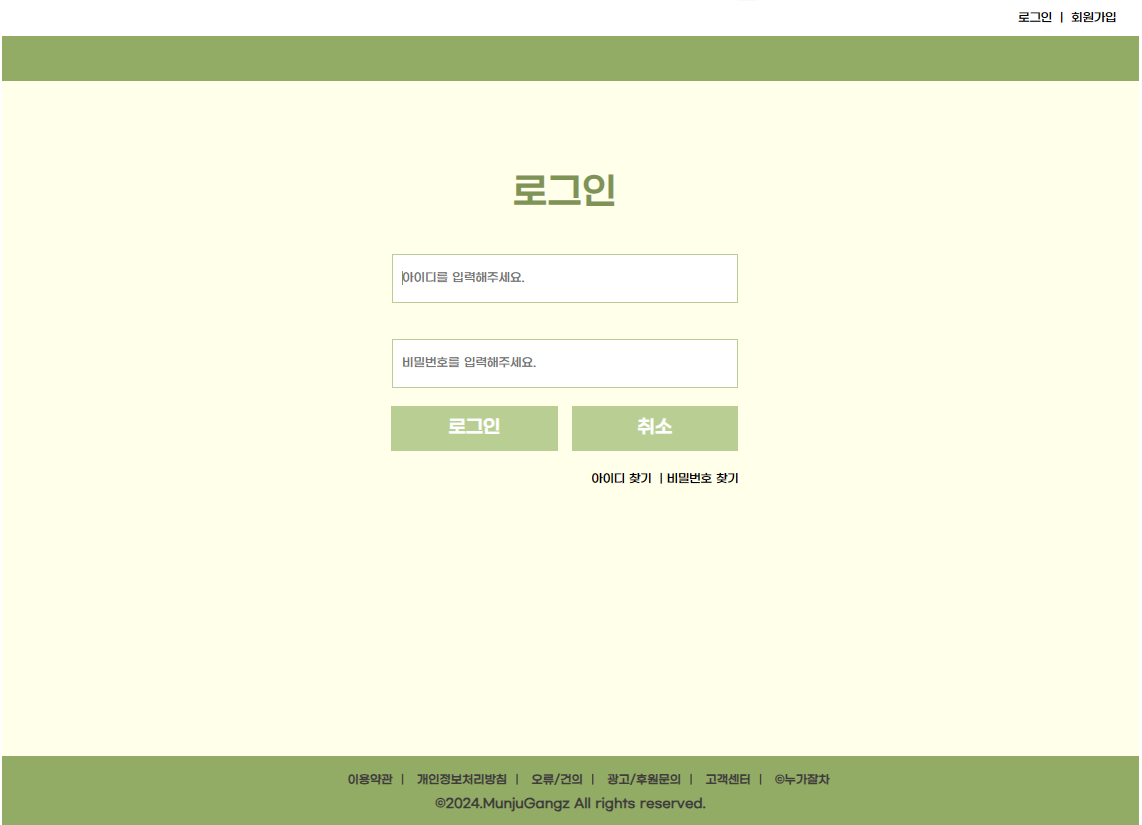 로그인 | 회원가입
로그인
아이디를 입력해주세요.
비밀번호를 입력해주세요.
로그인 취소
아이디 찾기 | 비밀번호 찾기
이용약관 | 개인정보처리방침 | 오류/건의 | 광고/후원문의 | 고객센터 | ©누가잘차
©2024.MunjuGangz All rights reserved.